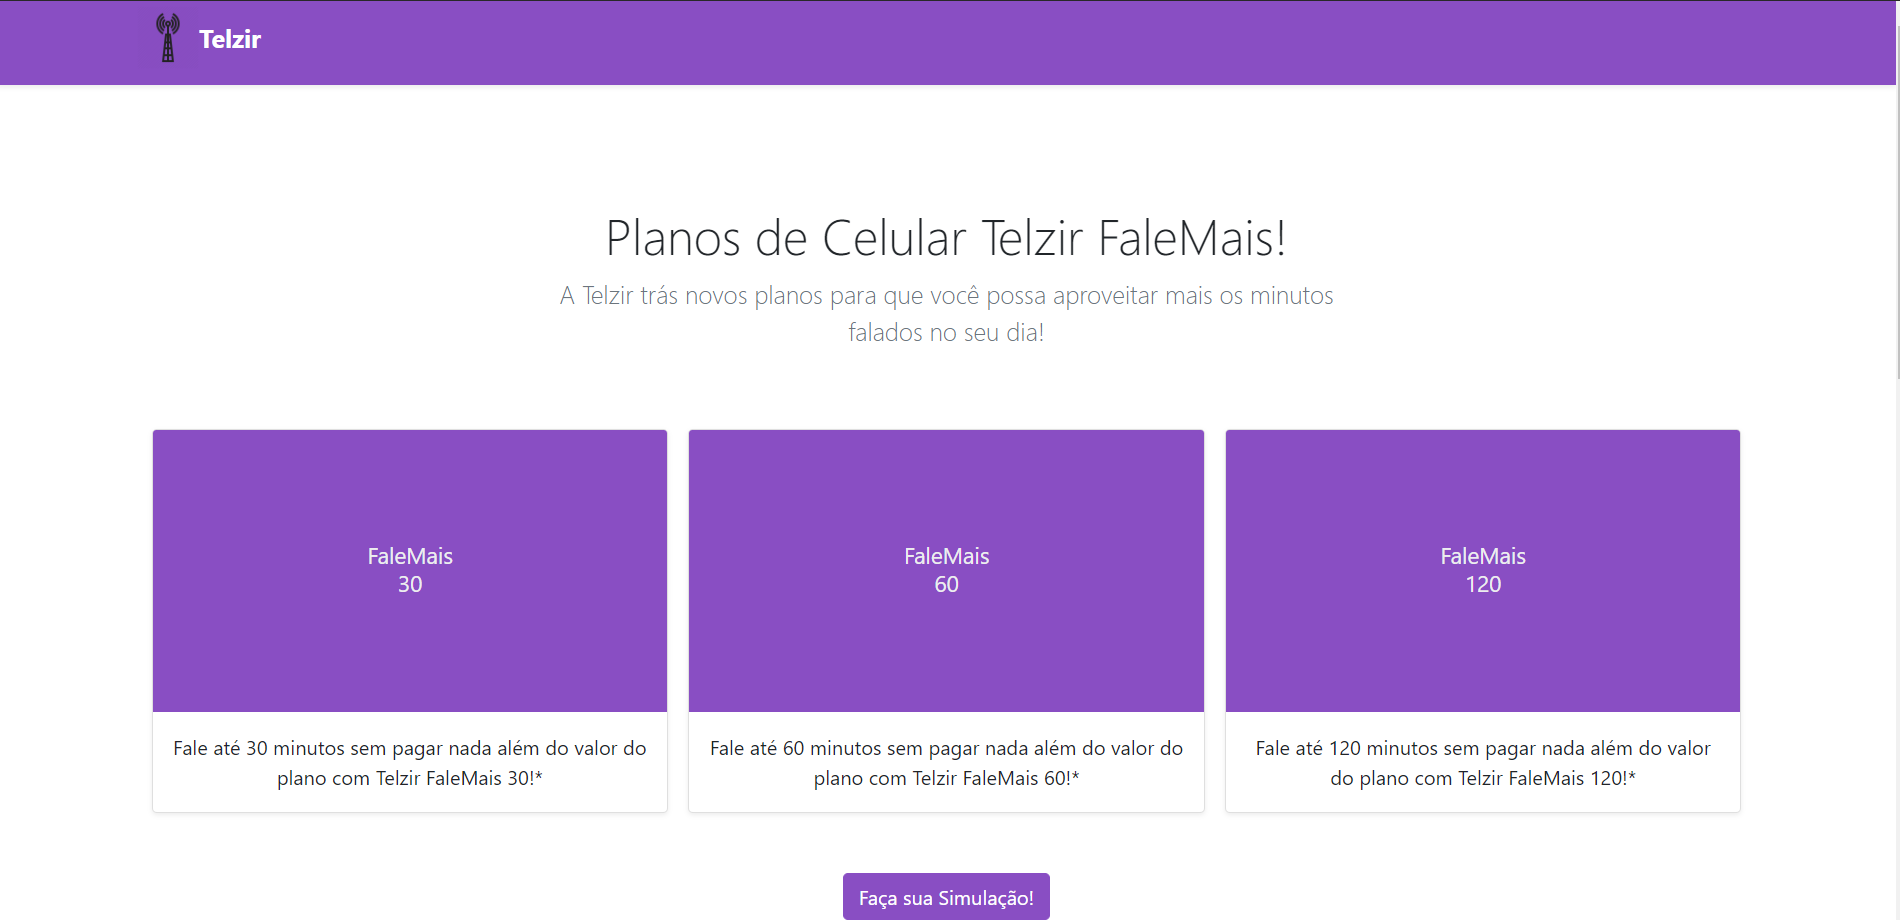 Telzir
Planos de Celular Telzir FaleMais!
A Telzir trás novos planos para que você possa aproveitar mais os minutos
falados no seu dia!
FaleMais
30
Fale até 30 minutos sem pagar nada além do valor do
plano com Telzir FaleMais 30!*
FaleMais
60
Fale até 60 minutos sem pagar nada além do valor do
plano com Telzir FaleMais 60!*
FaleMais
120
Fale até 120 minutos sem pagar nada além do valor
do plano com Telzir FaleMais 120!*
Faça sua Simulação!